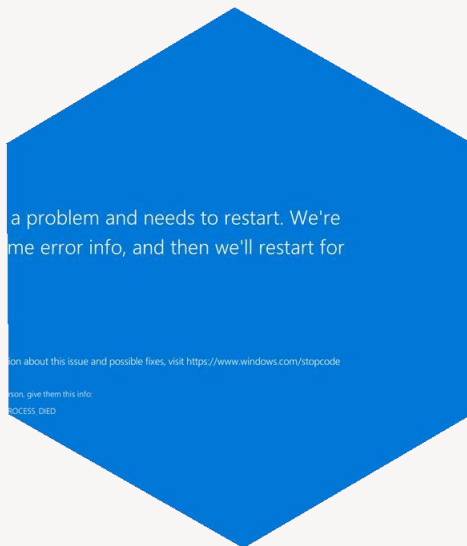 a problem and needs to restart. We're
me error info, and then we'll restart for
ion about this issue and possible fixes, visit https://www.windows.com/stopcode
rson, give them this info:
ROCESS_DIED